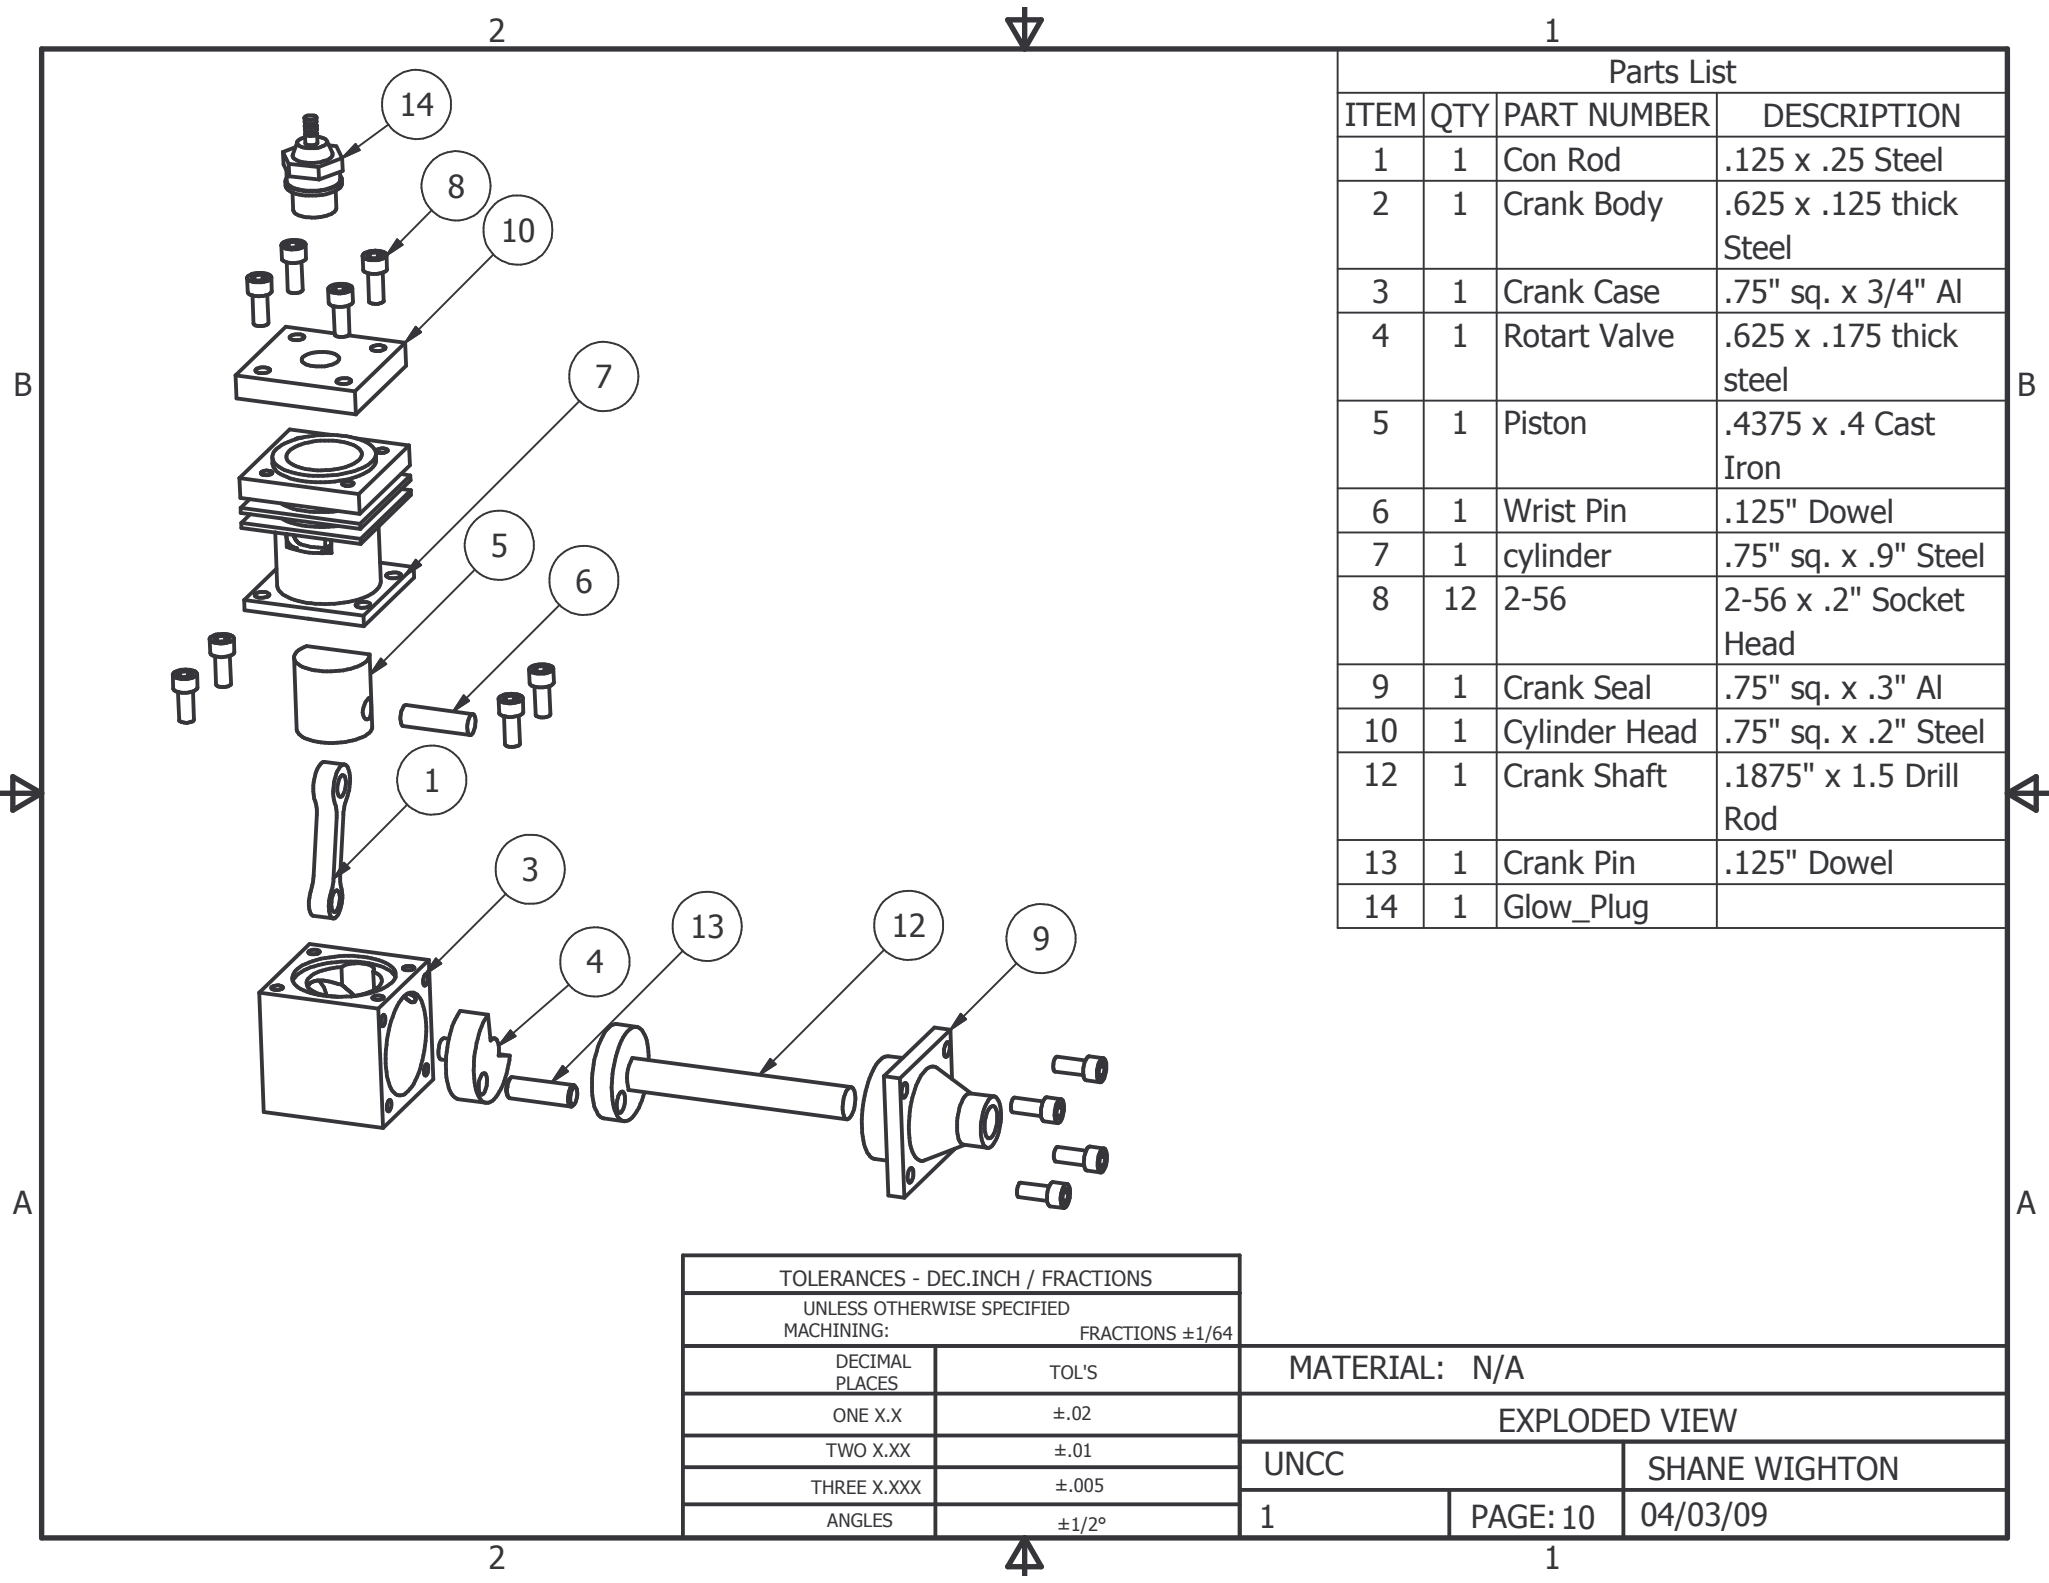 2
1
14
8
10
7
5
6
1
3
13
12
9
4
B
B
A
A
Parts List
ITEM QTY PART NUMBER DESCRIPTION
1 1 Con Rod .125 x .25 Steel
2 1 Crank Body .625 x .125 thick
Steel
3 1 Crank Case .75" sq. x 3/4" Al
4 1 Rotart Valve .625 x .175 thick
steel
5 1 Piston .4375 x .4 Cast
Iron
6 1 Wrist Pin .125" Dowel
7 1 cylinder .75" sq. x .9" Steel
8 12 2-56 2-56 x .2" Socket
Head
9 1 Crank Seal .75" sq. x .3" Al
10 1 Cylinder Head .75" sq. x .2" Steel
12 1 Crank Shaft .1875" x 1.5 Drill
Rod
13 1 Crank Pin .125" Dowel
14 1 Glow_Plug
TOLERANCES - DEC.INCH / FRACTIONS
UNLESS OTHERWISE SPECIFIED
MACHINING: FRACTIONS ±1/64
DECIMAL
PLACES
TOL'S
ONE X.X ±.02
TWO X.XX ±.01
THREE X.XXX ±.005
ANGLES ±1/2°
MATERIAL: N/A
EXPLODED VIEW
UNCC SHANE WIGHTON
1 PAGE: 10 04/03/09
2
1